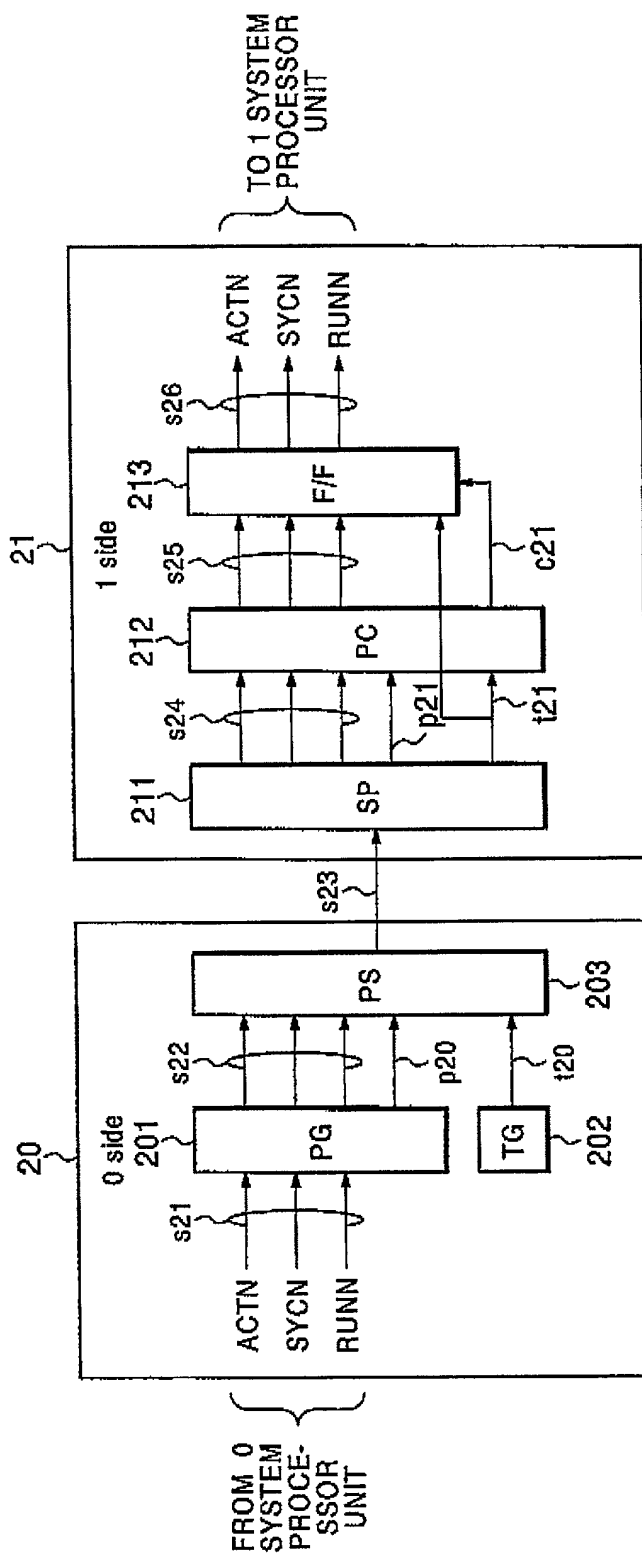 FROM 0
SYSTEM
PROCE-
SSOR
UNIT
20
0 side
ACTN
SYCN
RUNN
s21
201
PG
s22
p20
TG
202
t20
PS
203
s23
21
1 side
211
SP
s24
p21
t21
212
PC
s25
c21
213
F/F
s26
ACTN
SYCN
RUNN
TO 1 SYSTEM
PROCESSOR
UNIT